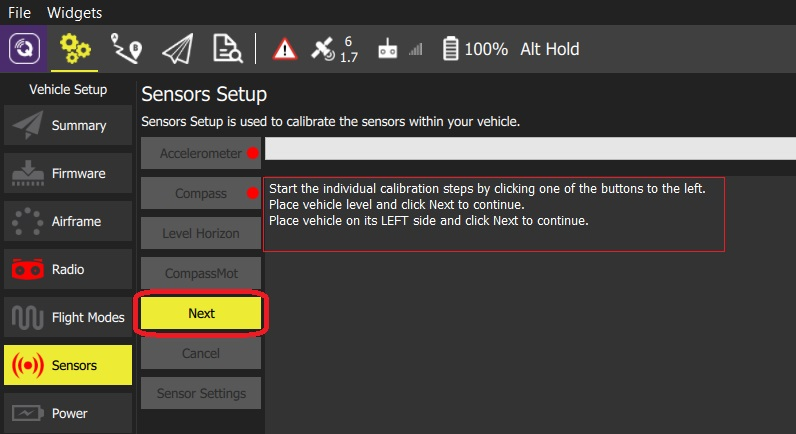 File Widgets
6
1.7
100% Alt Hold
Vehicle Setup
Summary
Firmware
Airframe
Radio
Flight Modes
Sensors
Power
Sensors Setup
Sensors Setup is used to calibrate the sensors within your vehicle.
Accelerometer
Compass
Level Horizon
CompassMot
Next
Cancel
Sensor Settings
Start the individual calibration steps by clicking one of the buttons to the left.
Place vehicle level and click Next to continue.
Place vehicle on its LEFT side and click Next to continue.